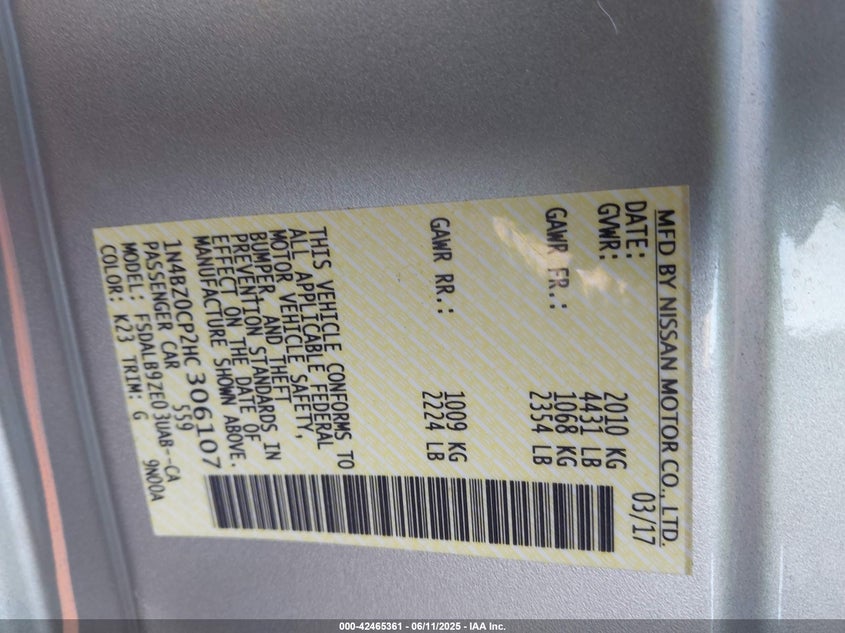 MFD BY NISSAN MOTOR CO., LTD.
DATE: 03/17
GVWR: 2010 KG
4431 LB
GAWR FR.: 1068 KG
2354 LB
GAWR RR.: 1009 KG
2224 LB
THIS VEHICLE CONFORMS TO
ALL APPLICABLE FEDERAL
MOTOR VEHICLE SAFETY,
BUMPER, AND THEFT
PREVENTION STANDARDS IN
EFFECT ON THE DATE OF
MANUFACTURE SHOWN ABOVE.
1N4BZ0CP2HC306107
PASSENGER CAR 559 9N00A
MODEL: FSDALB9ZE03UAB--CA
COLOR: K23 TRIM: G
000-42465361 - 06/11/2025 - IAA Inc.